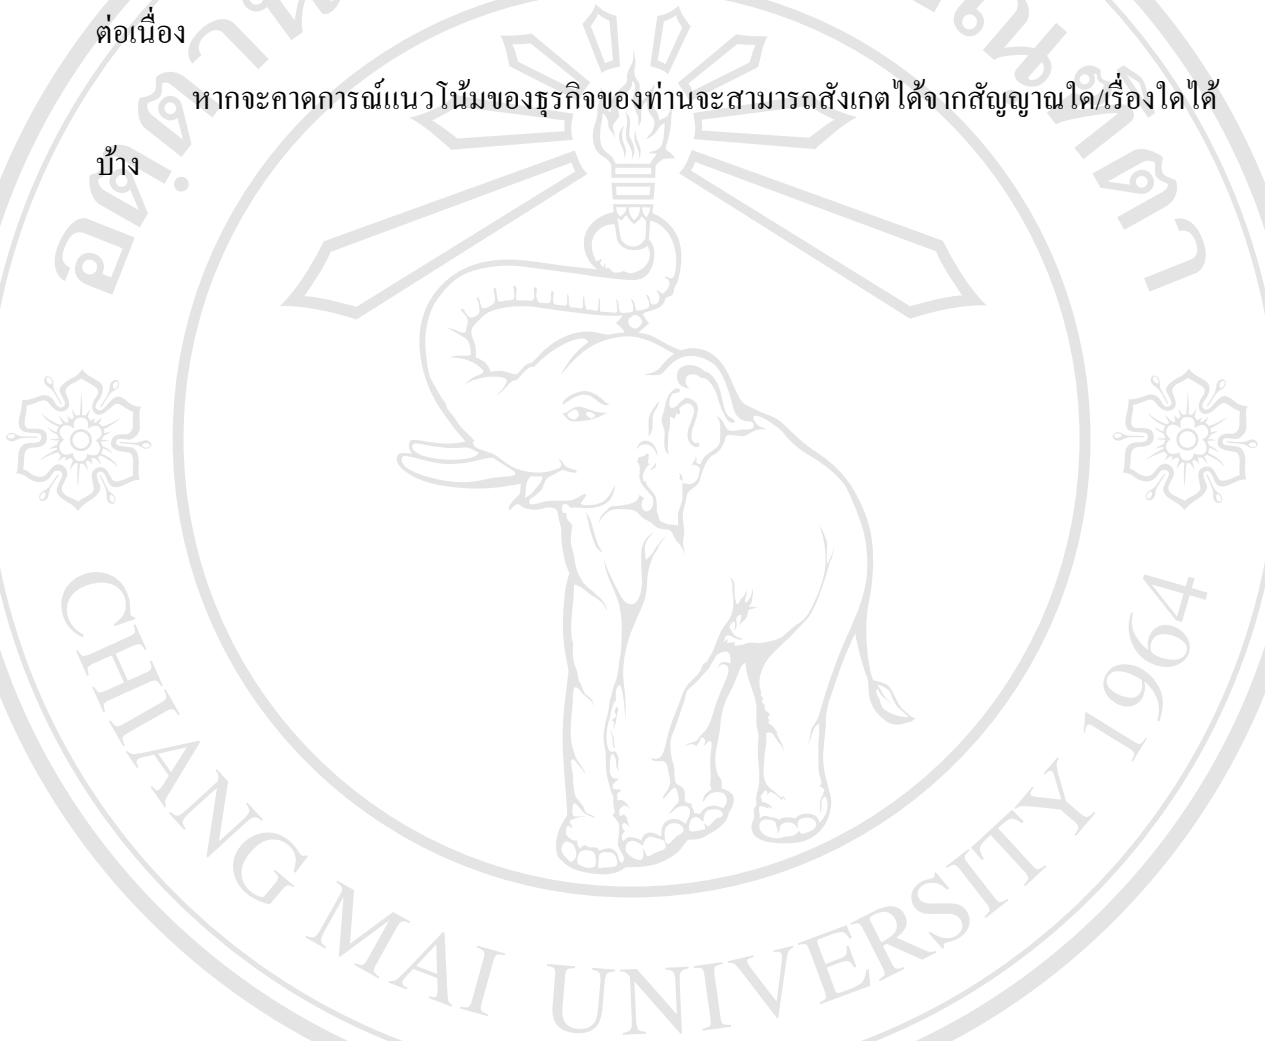 ต่อเนื่อง
หากจะคาดการณ์แนวโน้มของธุรกิจของท่านจะสามารถสังเกตได้จากสัญญาณใด/เรื่องใดได้
บ้าง
CHIANG MAI UNIVERSITY 1964